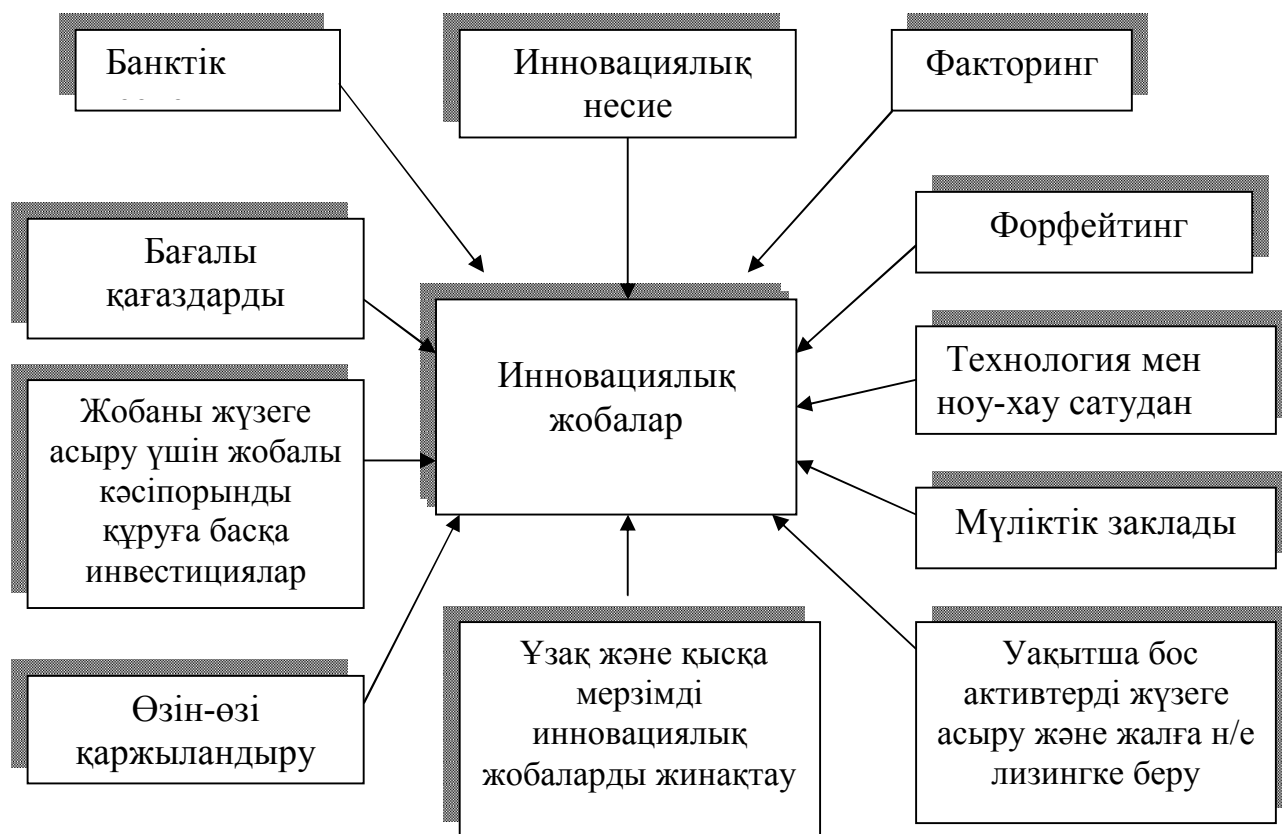 Банктік
Инновациялық
несие
Факторинг
Бағалы
қағаздарды
Форфейтинг
Инновациялық
жобалар
Технология мен
ноу-хау сатудан
Жобаны жүзеге
асыру үшін жобалы
кәсіпорынды
құруға басқа
инвестициялар
Мүліктік заклады
Өзін-өзі
қаржыландыру
Ұзақ және қысқа
мерзімді
инновациялық
жобаларды жинақтау
Уақытша бос
активтерді жүзеге
асыру және жалға н/е
лизингке беру